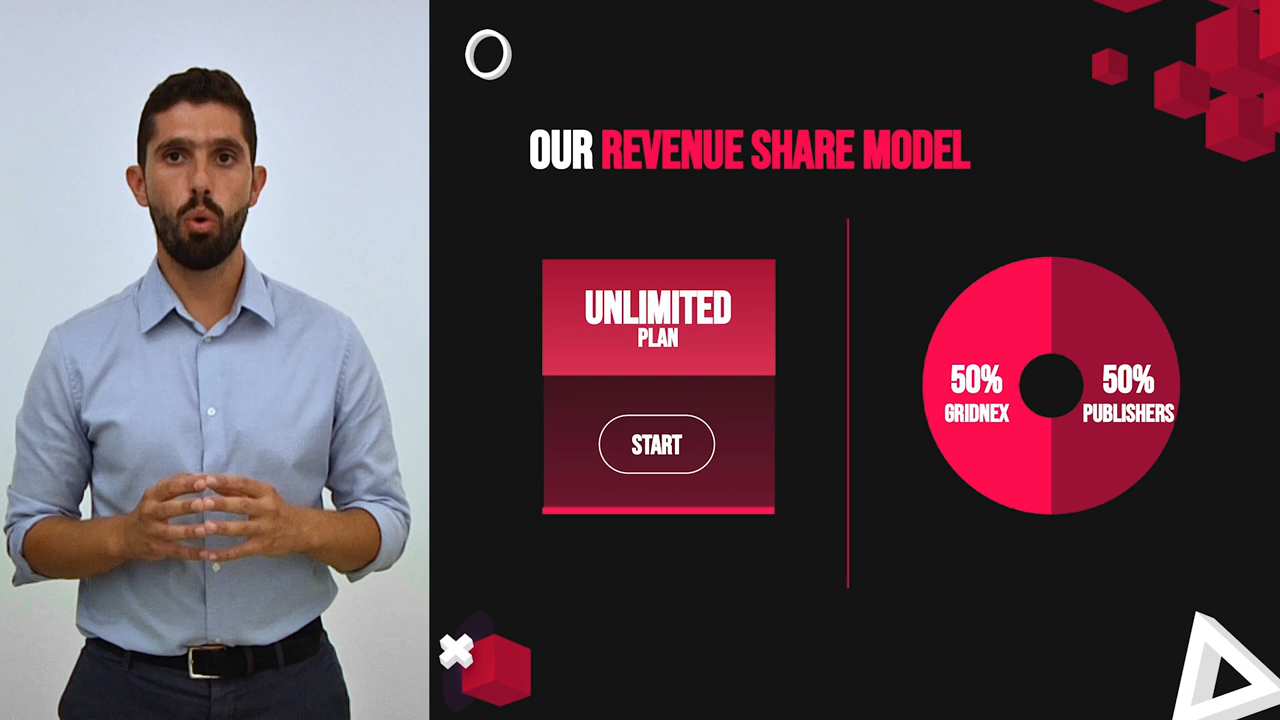 OUR REVENUE SHARE MODEL
UNLIMITED
PLAN
START
50%
GRIDNEX
50%
PUBLISHERS